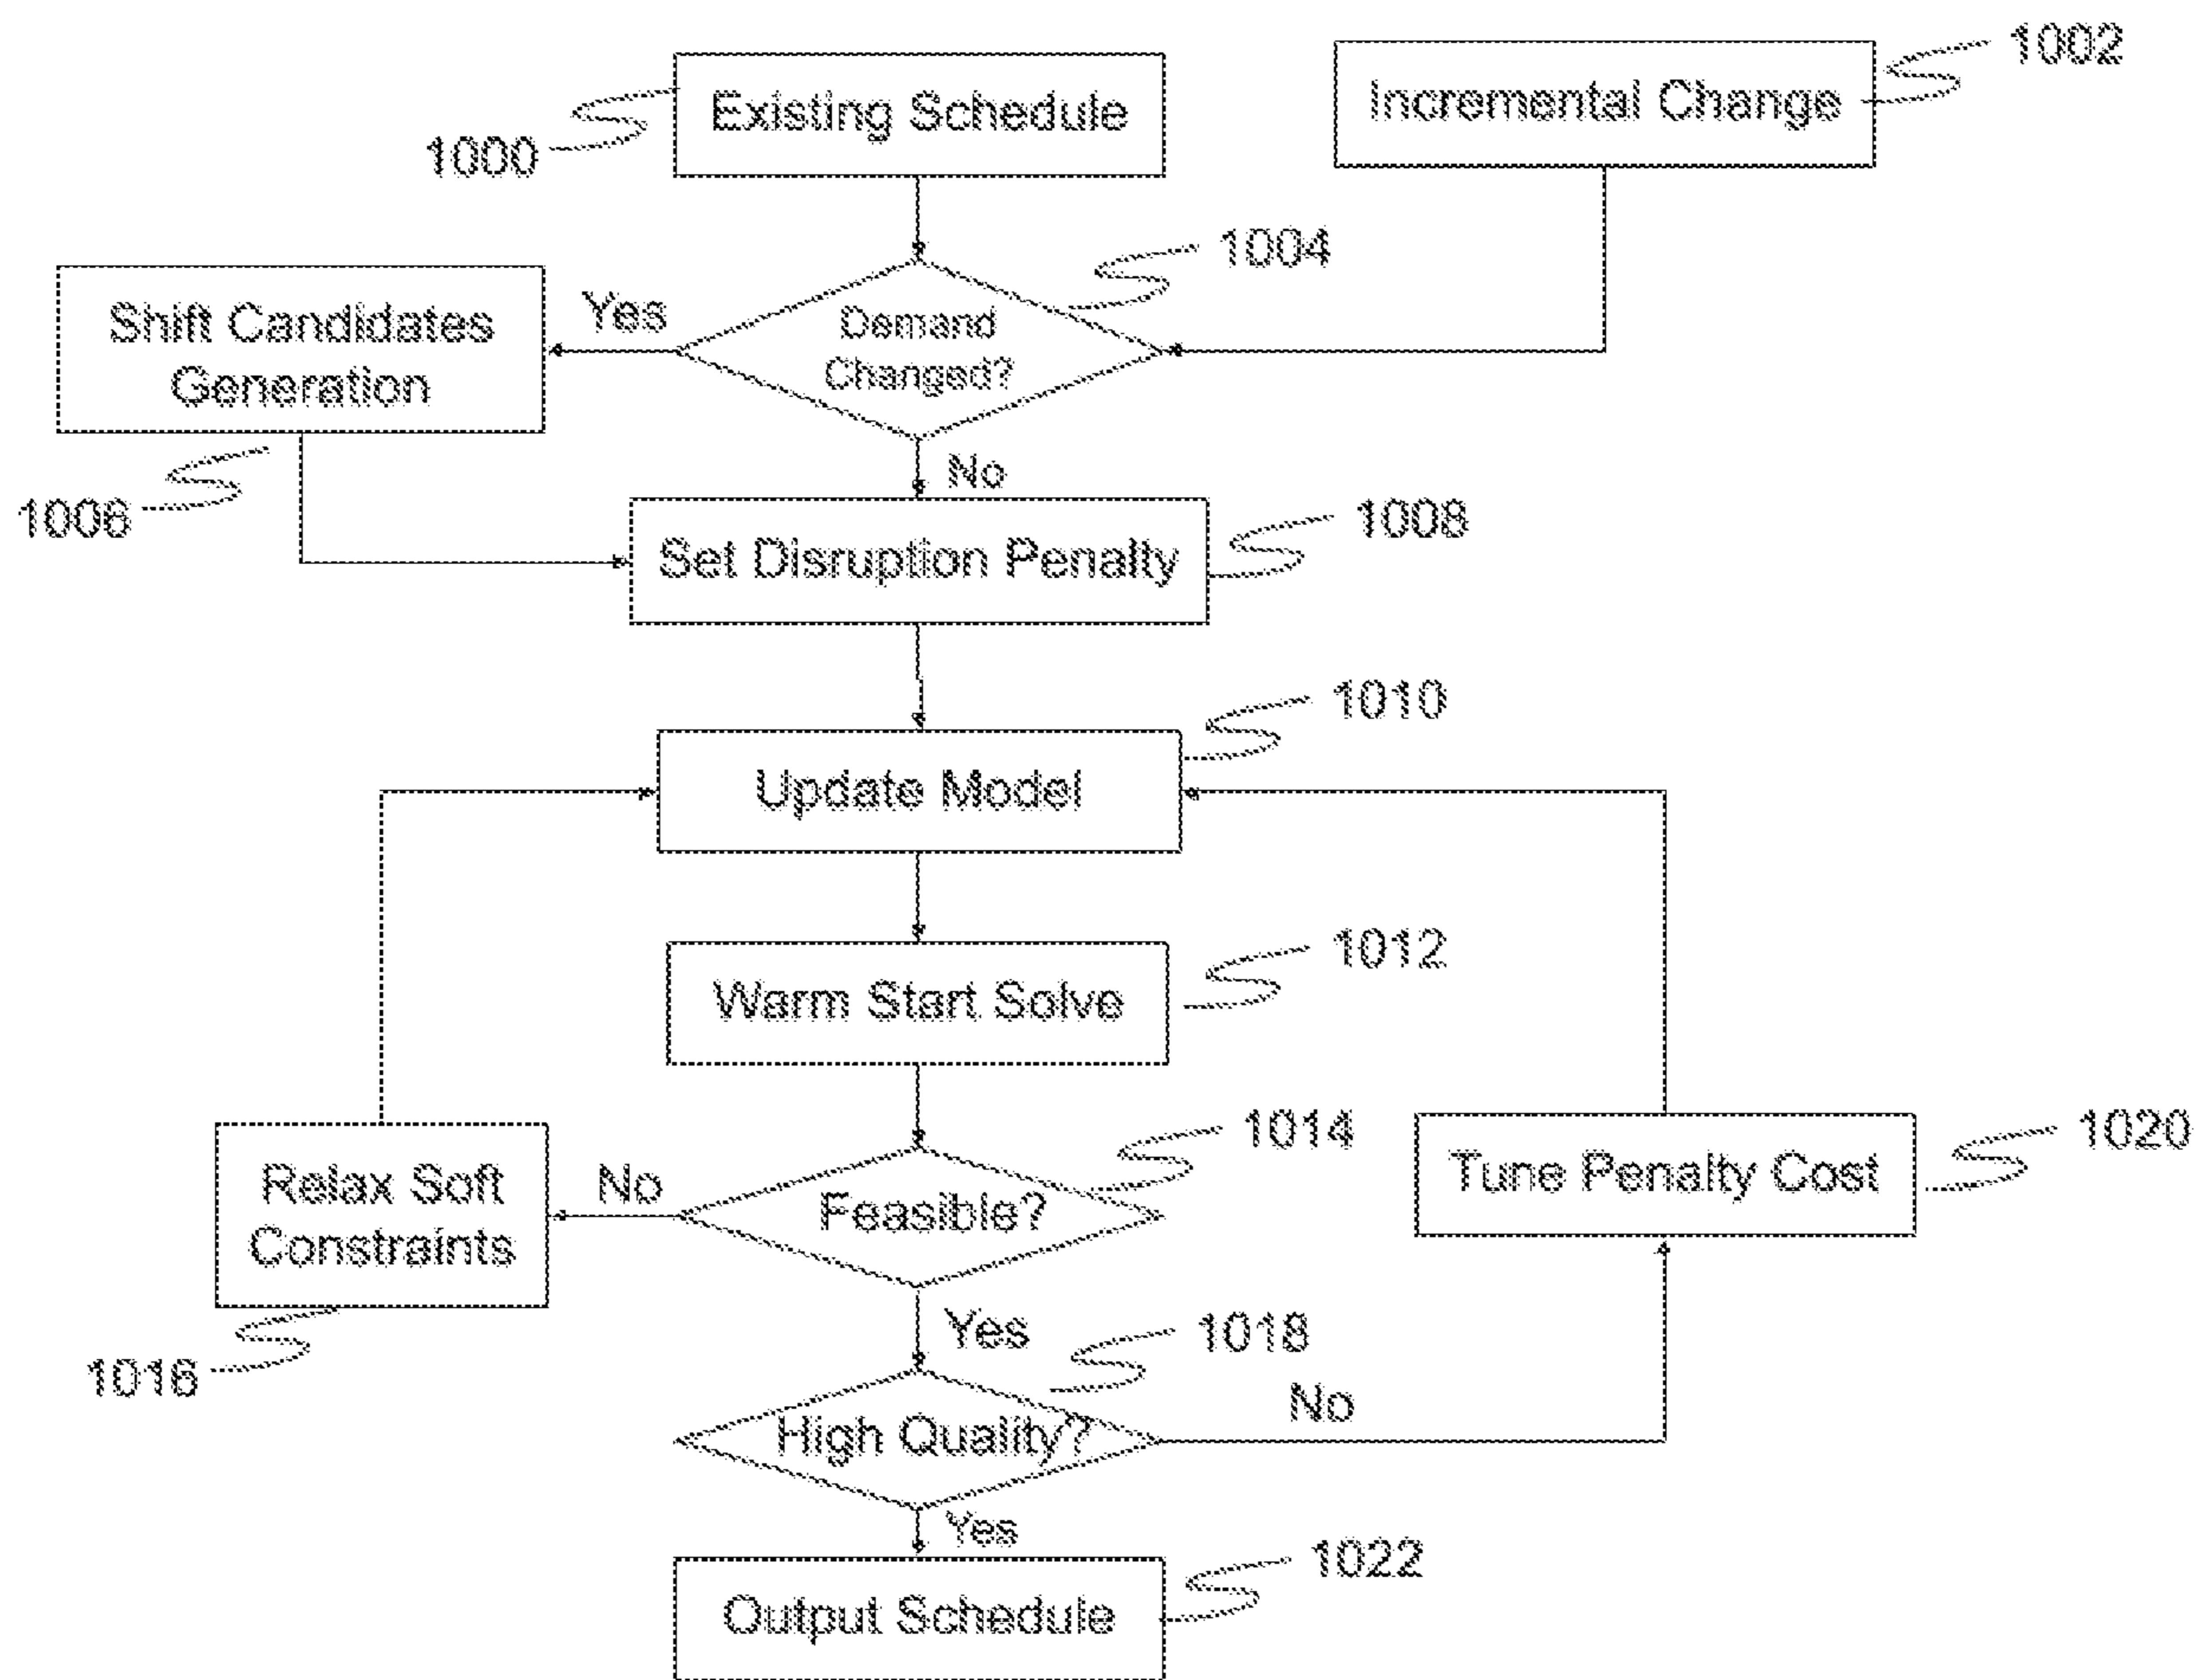 1002
Existing Schedule
Incremental Change
1000
1004
Shift Candidates
Generation
Yes
Demand
Changed?
No
1006
1008
Set Disruption Penalty
1010
Update Model
1012
Warm Start Solve
1014
1020
Relax Soft
Constraints
No
Feasible?
Tune Penalty Cost
Yes
1018
1016
No
High Quality?
Yes
1022
Output Schedule